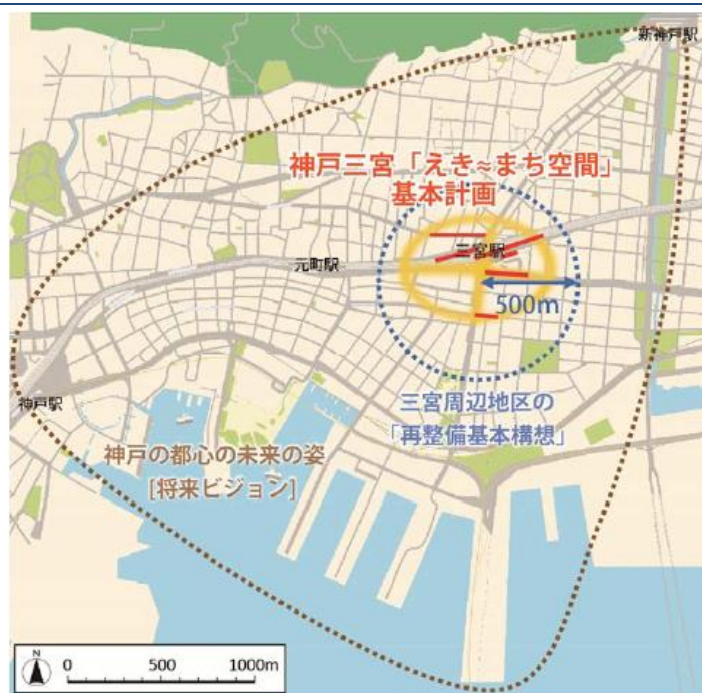 新神戸駅
神戸三宮「えき~まち空間」
基本計画
三宮駅
元町駅
500m
神戸駅
三宮周辺地区の
「再整備基本構想」
神戸の都心の未来の姿
[将来ビジョン]
N
0 500 1000m